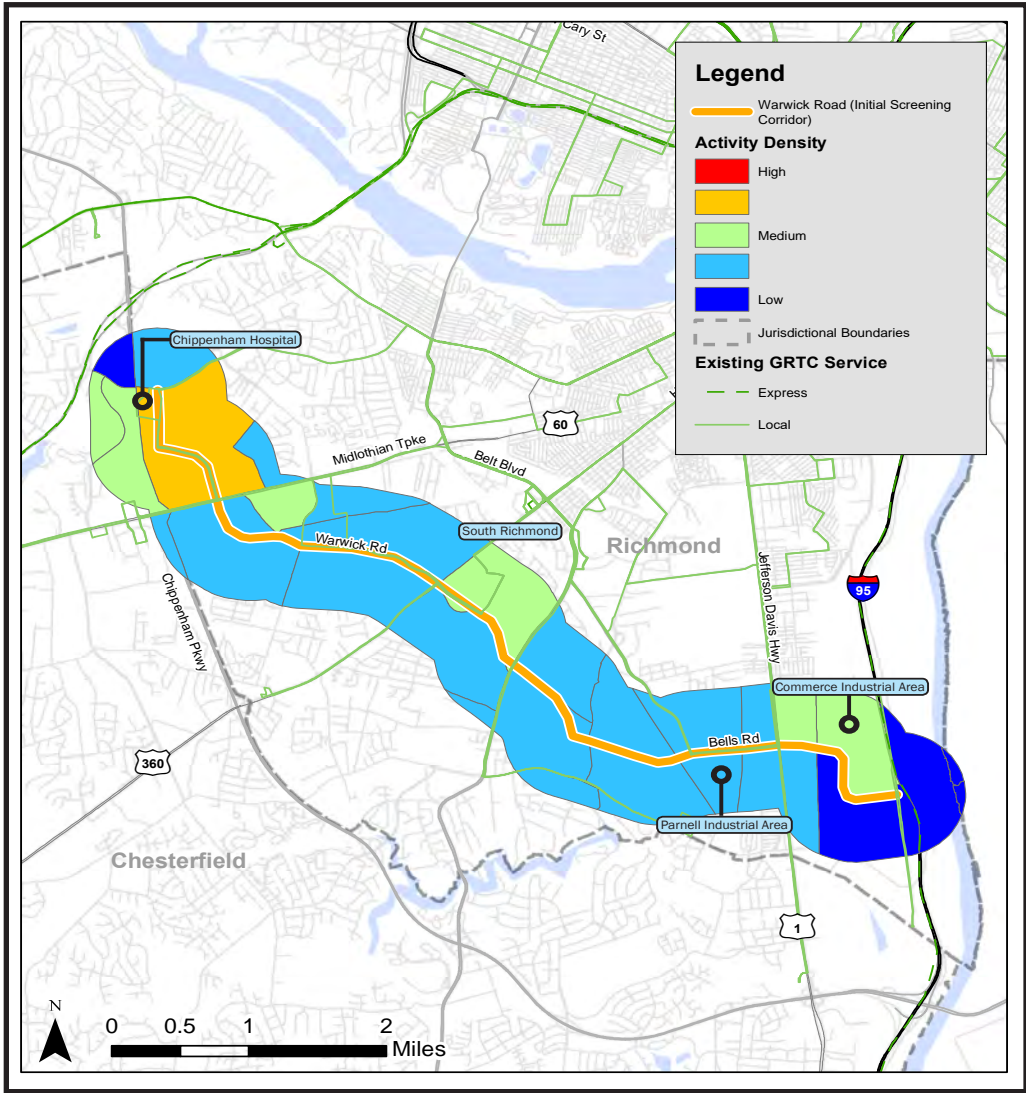 Cary St
Legend
Warwick Road (Initial Screening
Corridor)
Activity Density
High
Medium
Low
Jurisdictional Boundaries
Existing GRTC Service
Express
Local
Chippenham Hospital
60
Midlothian Tpke
Belt Blvd
South Richmond
Warwick Rd
Richmond
Jefferson Davis Hwy
95
Chippenham Pkwy
Commerce Industrial Area
Bells Rd
360
Parnell Industrial Area
Chesterfield
1
N
0 0.5 1 2
Miles